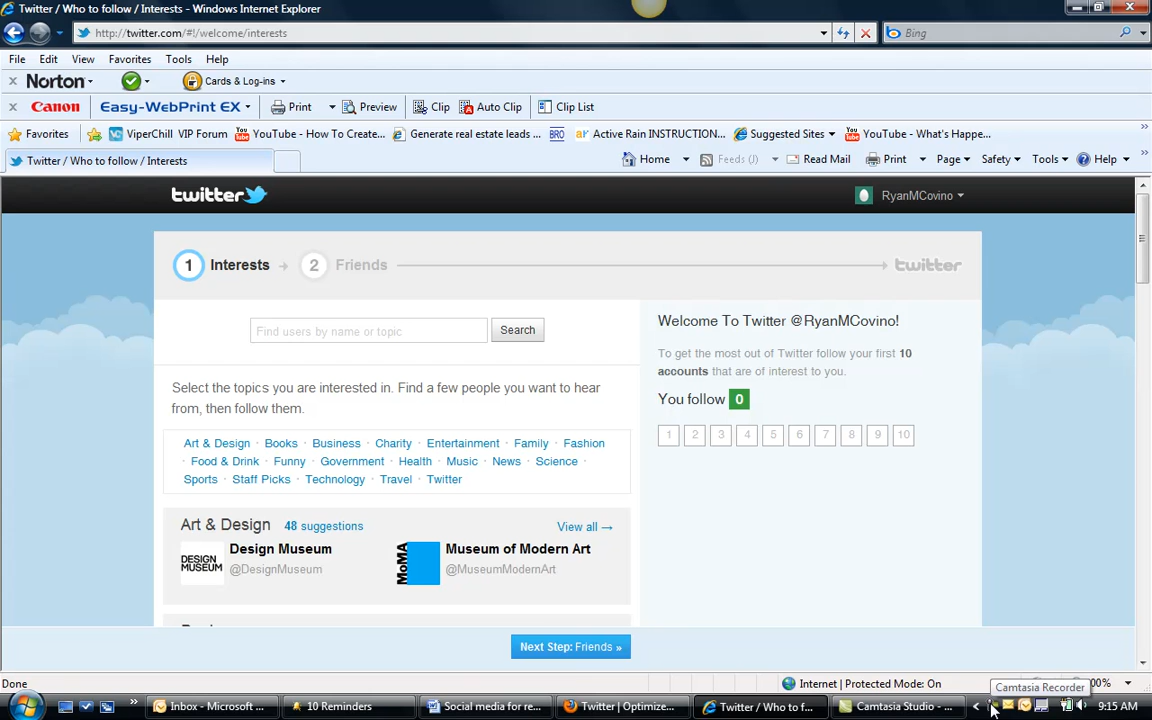 Twitter / Who to follow / Interests - Windows Internet Explorer
http://twitter.com/#!/welcome/interests
Bing
File Edit View Favorites Tools Help
Norton Cards & Log-ins
Canon Easy-WebPrint EX Print Preview Clip Auto Clip Clip List
Favorites ViperChill VIP Forum YouTube - How To Create... Generate real estate leads ... BRO Active Rain INSTRUCTION... Suggested Sites YouTube - What's Happe...
Twitter / Who to follow / Interests Home Feeds (J) Read Mail Print Page Safety Tools Help
twitter RyanMCovino
1 Interests 2 Friends twitter
Find users by name or topic Search
Welcome To Twitter @RyanMCovino!
To get the most out of Twitter follow your first 10
accounts that are of interest to you.
Select the topics you are interested in. Find a few people you want to hear
from, then follow them.
You follow 0
1 2 3 4 5 6 7 8 9 10
Art & Design · Books · Business · Charity · Entertainment · Family · Fashion
· Food & Drink · Funny · Government · Health · Music · News · Science ·
Sports · Staff Picks · Technology · Travel · Twitter
Art & Design 48 suggestions View all →
DESIGN MUSEUM Design Museum @DesignMuseum
MoMA Museum of Modern Art @MuseumModernArt
Next Step: Friends »
Done Internet | Protected Mode: On
Camtasia Recorder
Inbox - Microsoft ... 10 Reminders Social media for re... Twitter | Optimize... Twitter / Who to f... Camtasia Studio - ... 9:15 AM